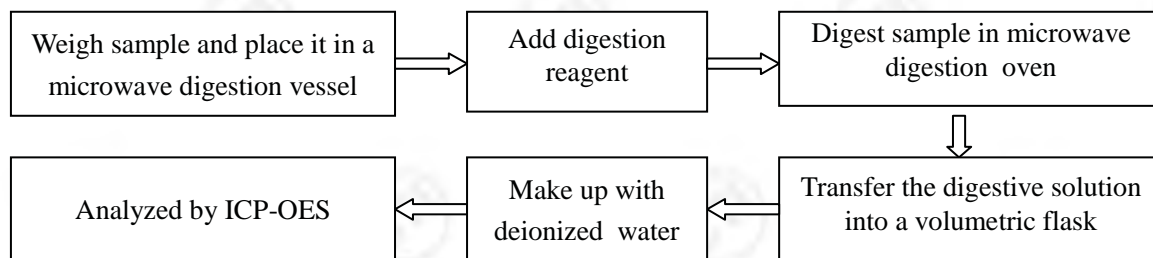 Weigh sample and place it in a
microwave digestion vessel
Add digestion
reagent
Digest sample in microwave
digestion oven
Transfer the digestive solution
into a volumetric flask
Make up with
deionized water
Analyzed by ICP-OES